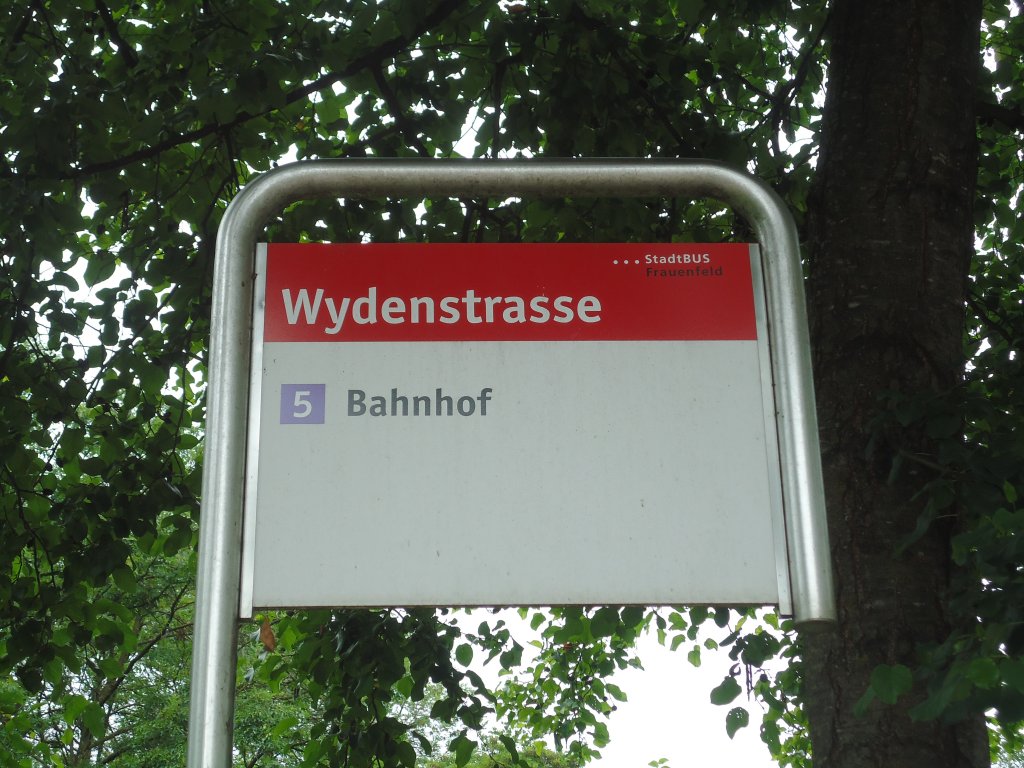 ... StadtBUS
Frauenfeld
Wydenstrasse
5 Bahnhof